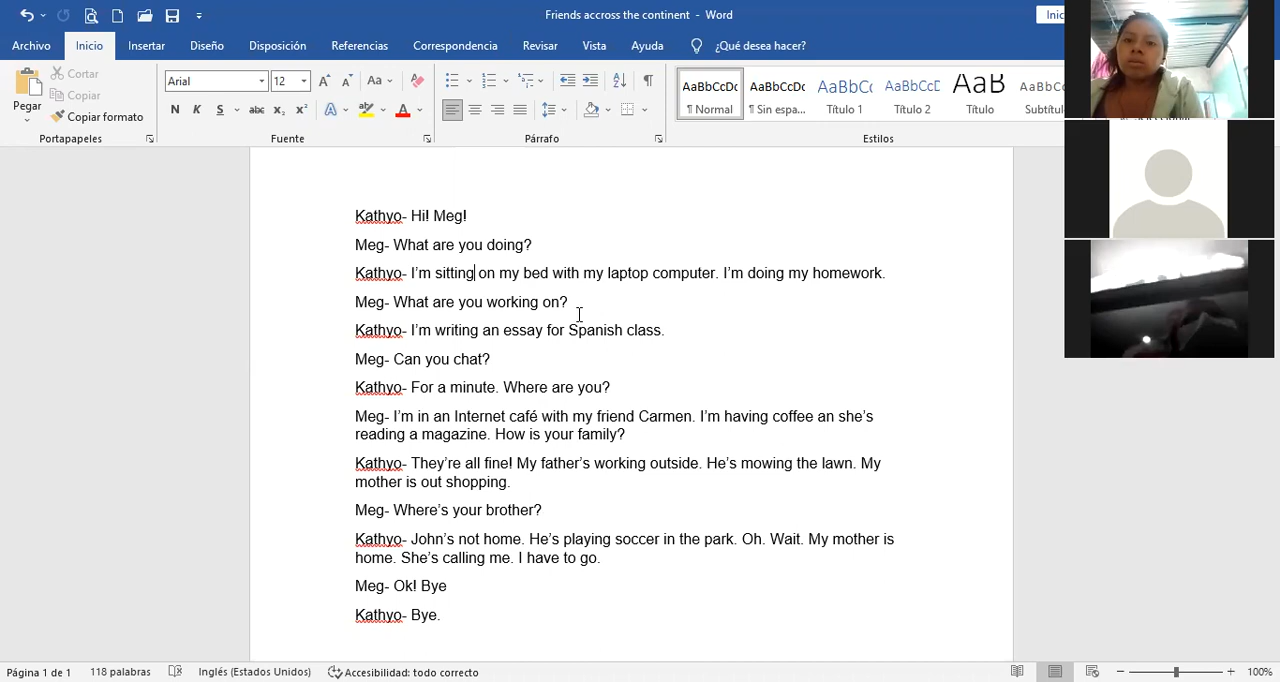 Friends accross the continent - Word
Inic
Archivo Inicio Insertar Diseño Disposición Referencias Correspondencia Revisar Vista Ayuda ¿Qué desea hacer?
Pegar
Cortar
Copiar
Copiar formato
Portapapeles
Arial 12
Aa
N K S abc x₂ x² A A
Fuente
Párrafo
AaBbCcDc AaBbCcDc AaBbCc AaBbCcD AaB AaBbCcD
¶ Normal ¶ Sin espa... Título 1 Título 2 Título Subtítul
Estilos
Kathyo- Hi! Meg!
Meg- What are you doing?
Kathyo- I'm sitting on my bed with my laptop computer. I'm doing my homework.
Meg- What are you working on?
Kathyo- I'm writing an essay for Spanish class.
Meg- Can you chat?
Kathyo- For a minute. Where are you?
Meg- I'm in an Internet café with my friend Carmen. I'm having coffee an she's
reading a magazine. How is your family?
Kathyo- They're all fine! My father's working outside. He's mowing the lawn. My
mother is out shopping.
Meg- Where's your brother?
Kathyo- John's not home. He's playing soccer in the park. Oh. Wait. My mother is
home. She's calling me. I have to go.
Meg- Ok! Bye
Kathyo- Bye.
Página 1 de 1 118 palabras Inglés (Estados Unidos) Accesibilidad: todo correcto 100%